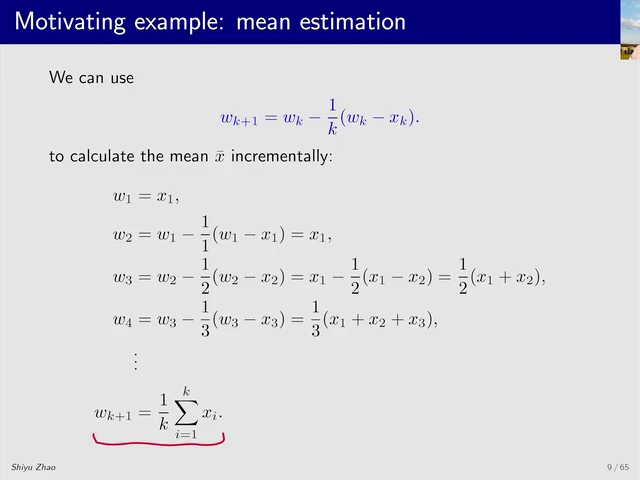 Motivating example: mean estimation
We can use
w_{k+1} = w_k − \frac{1}{k}(w_k − x_k).
to calculate the mean x̄ incrementally:
w_1 = x_1,
w_2 = w_1 − \frac{1}{1}(w_1 − x_1) = x_1,
w_3 = w_2 − \frac{1}{2}(w_2 − x_2) = x_1 − \frac{1}{2}(x_1 − x_2) = \frac{1}{2}(x_1 + x_2),
w_4 = w_3 − \frac{1}{3}(w_3 − x_3) = \frac{1}{3}(x_1 + x_2 + x_3),
⋮
w_{k+1} = \frac{1}{k} \sum_{i=1}^{k} x_i.
Shiyu Zhao 9 / 65